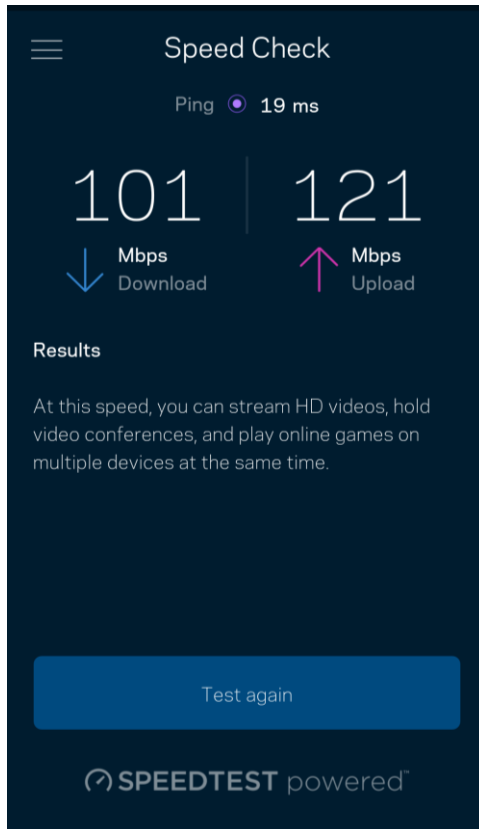 Speed Check
Ping 19 ms
101 121
Mbps Mbps
Download Upload
Results
At this speed, you can stream HD videos, hold
video conferences, and play online games on
multiple devices at the same time.
Test again
SPEEDTEST powered™